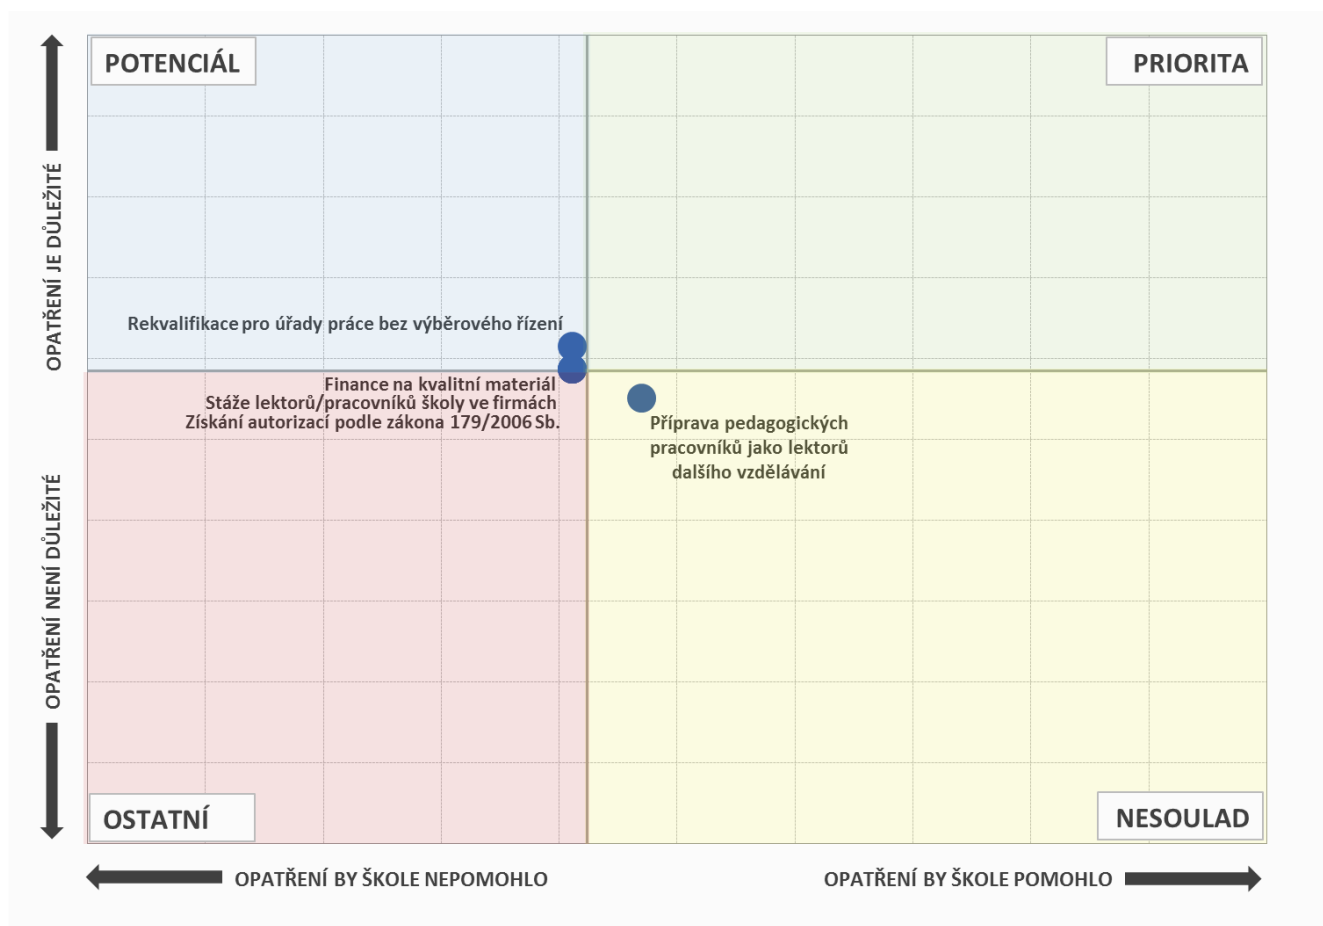 POTENCIÁL
PRIORITA
OPATŘENÍ JE DŮLEŽITÉ
Rekvalifikace pro úřady práce bez výběrového řízení
Finance na kvalitní materiál
Stáže lektorů/pracovníků školy ve firmách
Získání autorizací podle zákona 179/2006 Sb.
Příprava pedagogických
pracovníků jako lektorů
dalšího vzdělávání
OPATŘENÍ NENÍ DŮLEŽITÉ
OSTATNÍ
NESOULAD
OPATŘENÍ BY ŠKOLE NEPOMOHLO
OPATŘENÍ BY ŠKOLE POMOHLO